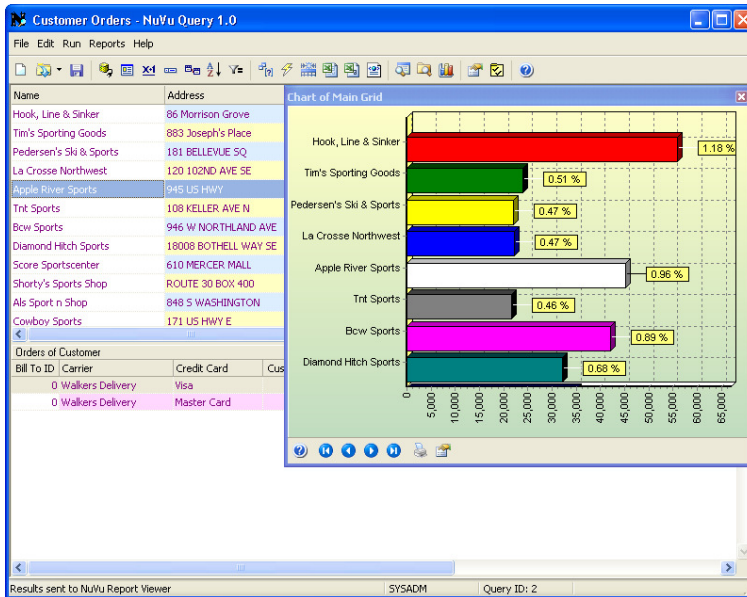 Customer Orders - NuVu Query 1.0
File Edit Run Reports Help
Name Address
Hook, Line & Sinker 86 Morrison Grove
Tim's Sporting Goods 883 Joseph's Place
Pedersen's Ski & Sports 181 BELLEVUE SQ
La Crosse Northwest 120 102ND AVE SE
Apple River Sports 945 US HWY
Tnt Sports 108 KELLER AVE N
Bcw Sports 946 W NORTHLAND AVE
Diamond Hitch Sports 18008 BOTHELL WAY SE
Score Sportscenter 610 MERCER MALL
Shorty's Sports Shop ROUTE 30 BOX 400
Als Sport n Shop 848 S WASHINGTON
Cowboy Sports 171 US HWY E
Chart of Main Grid
Hook, Line & Sinker 1.18 %
Tim's Sporting Goods 0.51 %
Pedersen's Ski & Sports 0.47 %
La Crosse Northwest 0.47 %
Apple River Sports 0.96 %
Tnt Sports 0.46 %
Bcw Sports 0.89 %
Diamond Hitch Sports 0.68 %
0 5,000 10,000 15,000 20,000 25,000 30,000 35,000 40,000 45,000 50,000 55,000 60,000 65,000
Orders of Customer
Bill To ID Carrier Credit Card Cus
0 Walkers Delivery Visa
0 Walkers Delivery Master Card
Results sent to NuVu Report Viewer SYSADM Query ID: 2